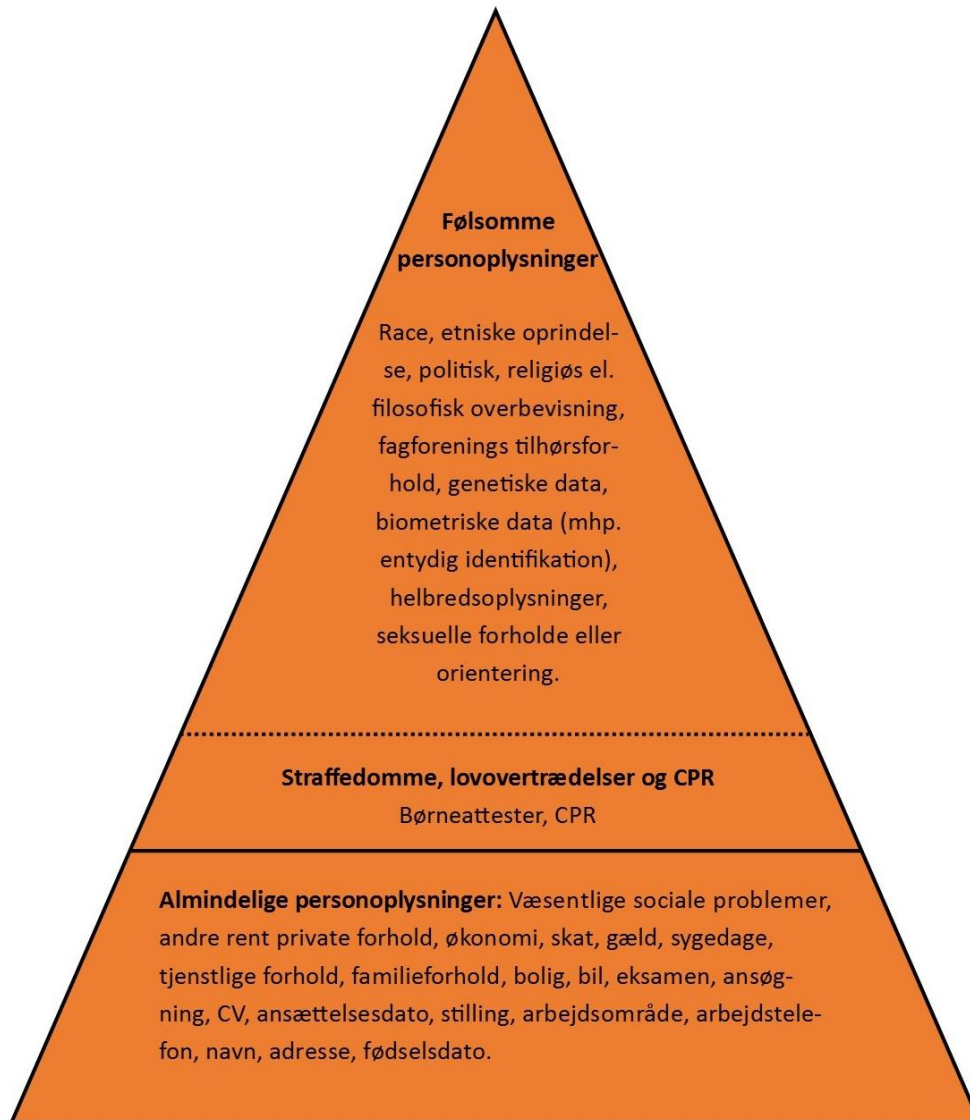 Følsomme
personoplysninger
Race, etniske oprindel-
se, politisk, religiøs el.
filosofisk overbevisning,
fagforenings tilhørsfor-
hold, genetiske data,
biometriske data (mhp.
entydig identifikation),
helbredsoplysninger,
seksuelle forholde eller
orientering.
Straffedomme, lovovertrædelser og CPR
Børneattester, CPR
Almindelige personoplysninger: Væsentlige sociale problemer,
andre rent private forhold, økonomi, skat, gæld, sygedage,
tjenstlige forhold, familieforhold, bolig, bil, eksamen, ansøg-
ning, CV, ansættelsesdato, stilling, arbejdsområde, arbejdstele-
fon, navn, adresse, fødselsdato.